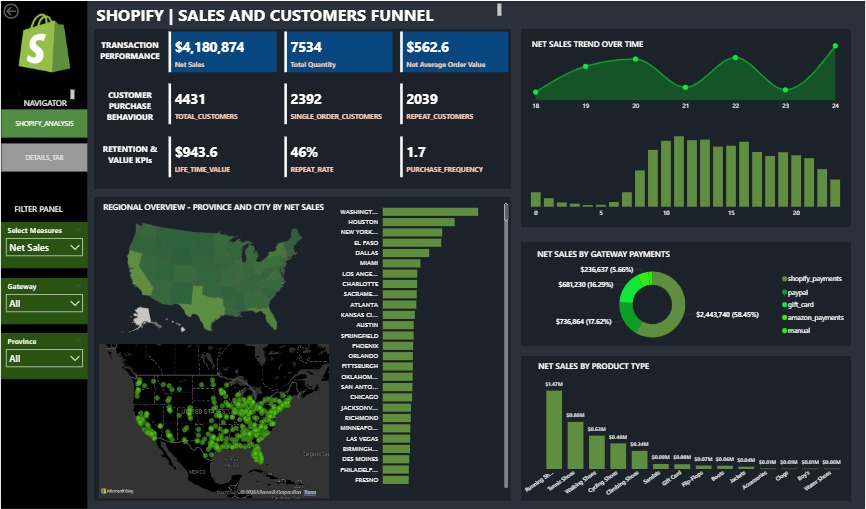 SHOPIFY | SALES AND CUSTOMERS FUNNEL
NAVIGATOR
SHOPIFY_ANALYSIS
DETAILS_TAB
FILTER PANEL
Select Measures
Net Sales
Gateway
All
Province
All
TRANSACTION PERFORMANCE
$4,180,874
Net Sales
7534
Total Quantity
$562.6
Net Average Order Value
CUSTOMER PURCHASE BEHAVIOUR
4431
TOTAL_CUSTOMERS
2392
SINGLE_ORDER_CUSTOMERS
2039
REPEAT_CUSTOMERS
RETENTION & VALUE KPIs
$943.6
LIFE_TIME_VALUE
46%
REPEAT_RATE
1.7
PURCHASE_FREQUENCY
REGIONAL OVERVIEW - PROVINCE AND CITY BY NET SALES
WASHINGT...
HOUSTON
NEW YORK...
EL PASO
DALLAS
MIAMI
LOS ANGE...
CHARLOTTE
SACRAME...
ATLANTA
KANSAS CI...
AUSTIN
SPRINGFIELD
PHOENIX
ORLANDO
PITTSBURGH
OKLAHOM...
SAN ANTO...
CHICAGO
JACKSONV...
RICHMOND
MINNEAPO...
LAS VEGAS
BIRMINGH...
DES MOINES
PHILADELP...
FRESNO
UNITED STATES
MEXICO
Microsoft Bing
NET SALES TREND OVER TIME
18 19 20 21 22 23 24
0 5 10 15 20
NET SALES BY GATEWAY PAYMENTS
$236,637 (5.66%)
$681,230 (16.29%)
$736,864 (17.62%)
$2,443,740 (58.45%)
shopify_payments
paypal
gift_card
amazon_payments
manual
NET SALES BY PRODUCT TYPE
$1.47M
$0.88M
$0.63M
$0.48M
$0.34M
$0.09M
$0.09M
$0.07M
$0.06M
$0.04M
$0.01M
$0.01M
$0.01M
$0.00M
Running Sh...
Tennis Shoes
Walking Shoes
Cycling Shoes
Climbing Shoes
Sandals
Gift Card
Flip-Flops
Boots
Jackets
Accessories
Clogs
Boy's
Water Shoes